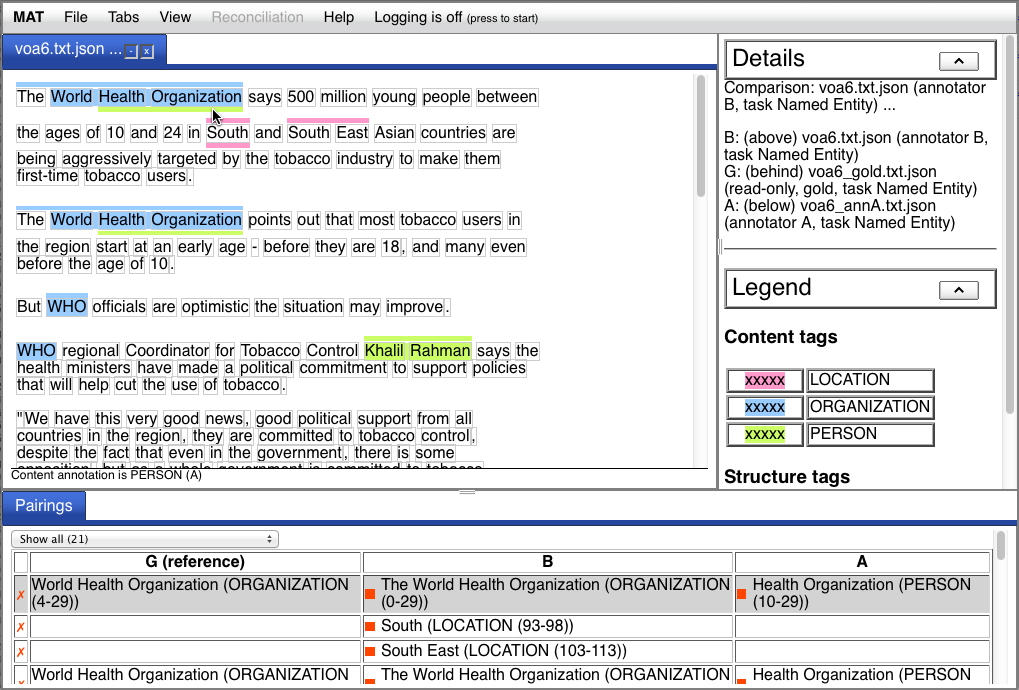 MAT File Tabs View Reconciliation Help Logging is off (press to start)
voa6.txt.json ... - x
The World Health Organization says 500 million young people between
the ages of 10 and 24 in South and South East Asian countries are
being aggressively targeted by the tobacco industry to make them
first-time tobacco users.
The World Health Organization points out that most tobacco users in
the region start at an early age - before they are 18, and many even
before the age of 10.
But WHO officials are optimistic the situation may improve.
WHO regional Coordinator for Tobacco Control Khalil Rahman says the
health ministers have made a political commitment to support policies
that will help cut the use of tobacco.
"We have this very good news, good political support from all
countries in the region, they are committed to tobacco control,
despite the fact that even in the government, there is some
opposition, but as a whole government is committed to tobacco
Content annotation is PERSON (A)
Details
Comparison: voa6.txt.json (annotator
B, task Named Entity) ...
B: (above) voa6.txt.json (annotator B,
task Named Entity)
G: (behind) voa6_gold.txt.json
(read-only, gold, task Named Entity)
A: (below) voa6_annA.txt.json
(annotator A, task Named Entity)
Legend
Content tags
xxxxx LOCATION
xxxxx ORGANIZATION
xxxxx PERSON
Structure tags
Pairings
Show all (21)
G (reference) B A
✗ World Health Organization (ORGANIZATION The World Health Organization (ORGANIZATION Health Organization (PERSON
(4-29)) (0-29)) (10-29))
✗ South (LOCATION (93-98))
✗ South East (LOCATION (103-113))
World Health Organization (ORGANIZATION The World Health Organization (ORGANIZATION Health Organization (PERSON